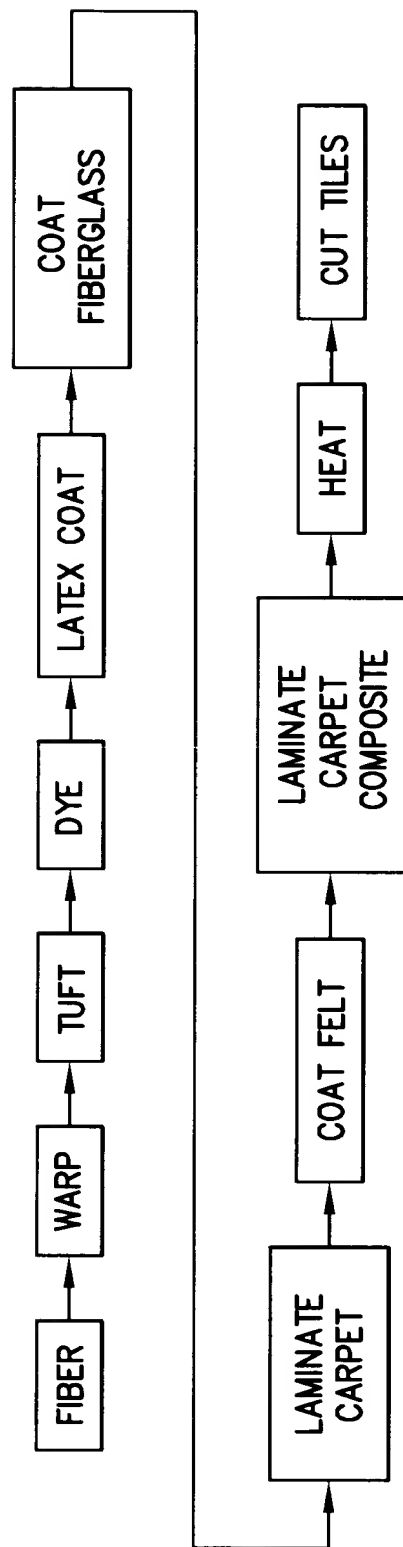 FIBER
WARP
TUFT
DYE
LATEX COAT
COAT
FIBERGLASS
LAMINATE
CARPET
COAT FELT
LAMINATE
CARPET
COMPOSITE
HEAT
CUT TILES